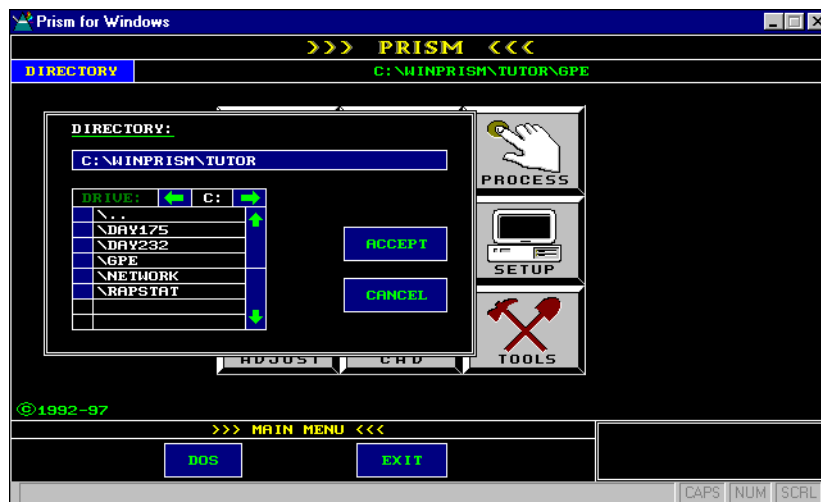 Prism for Windows
>>> PRISM <<<
DIRECTORY C:\WINPRISM\TUTOR\GPE
DIRECTORY:
C:\WINPRISM\TUTOR
DRIVE: C:
\..
\DAY175
\DAY232
\GPE
\NETWORK
\RAPSTAT
ACCEPT
CANCEL
PROCESS
SETUP
ADJUST CAD TOOLS
©1992-97
>>> MAIN MENU <<<
DOS EXIT
CAPS NUM SCRL